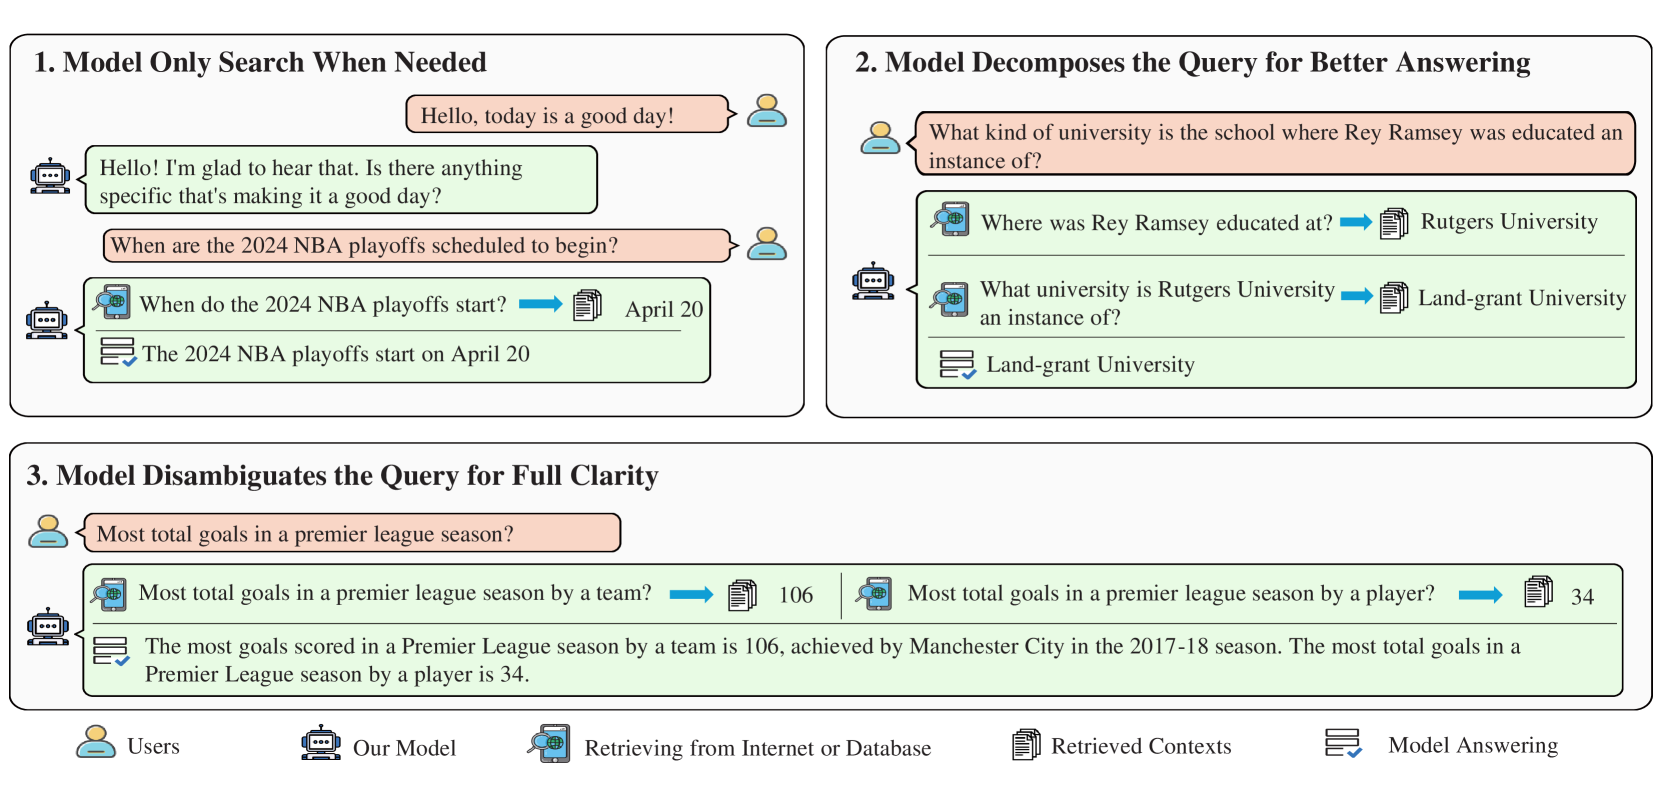 1. Model Only Search When Needed
Hello, today is a good day!
Hello! I'm glad to hear that. Is there anything
specific that's making it a good day?
When are the 2024 NBA playoffs scheduled to begin?
When do the 2024 NBA playoffs start?
April 20
The 2024 NBA playoffs start on April 20
2. Model Decomposes the Query for Better Answering
What kind of university is the school where Rey Ramsey was educated an
instance of?
Where was Rey Ramsey educated at?
Rutgers University
What university is Rutgers University
an instance of?
Land-grant University
Land-grant University
3. Model Disambiguates the Query for Full Clarity
Most total goals in a premier league season?
Most total goals in a premier league season by a team?
106
Most total goals in a premier league season by a player?
34
The most goals scored in a Premier League season by a team is 106, achieved by Manchester City in the 2017-18 season. The most total goals in a
Premier League season by a player is 34.
Users
Our Model
Retrieving from Internet or Database
Retrieved Contexts
Model Answering